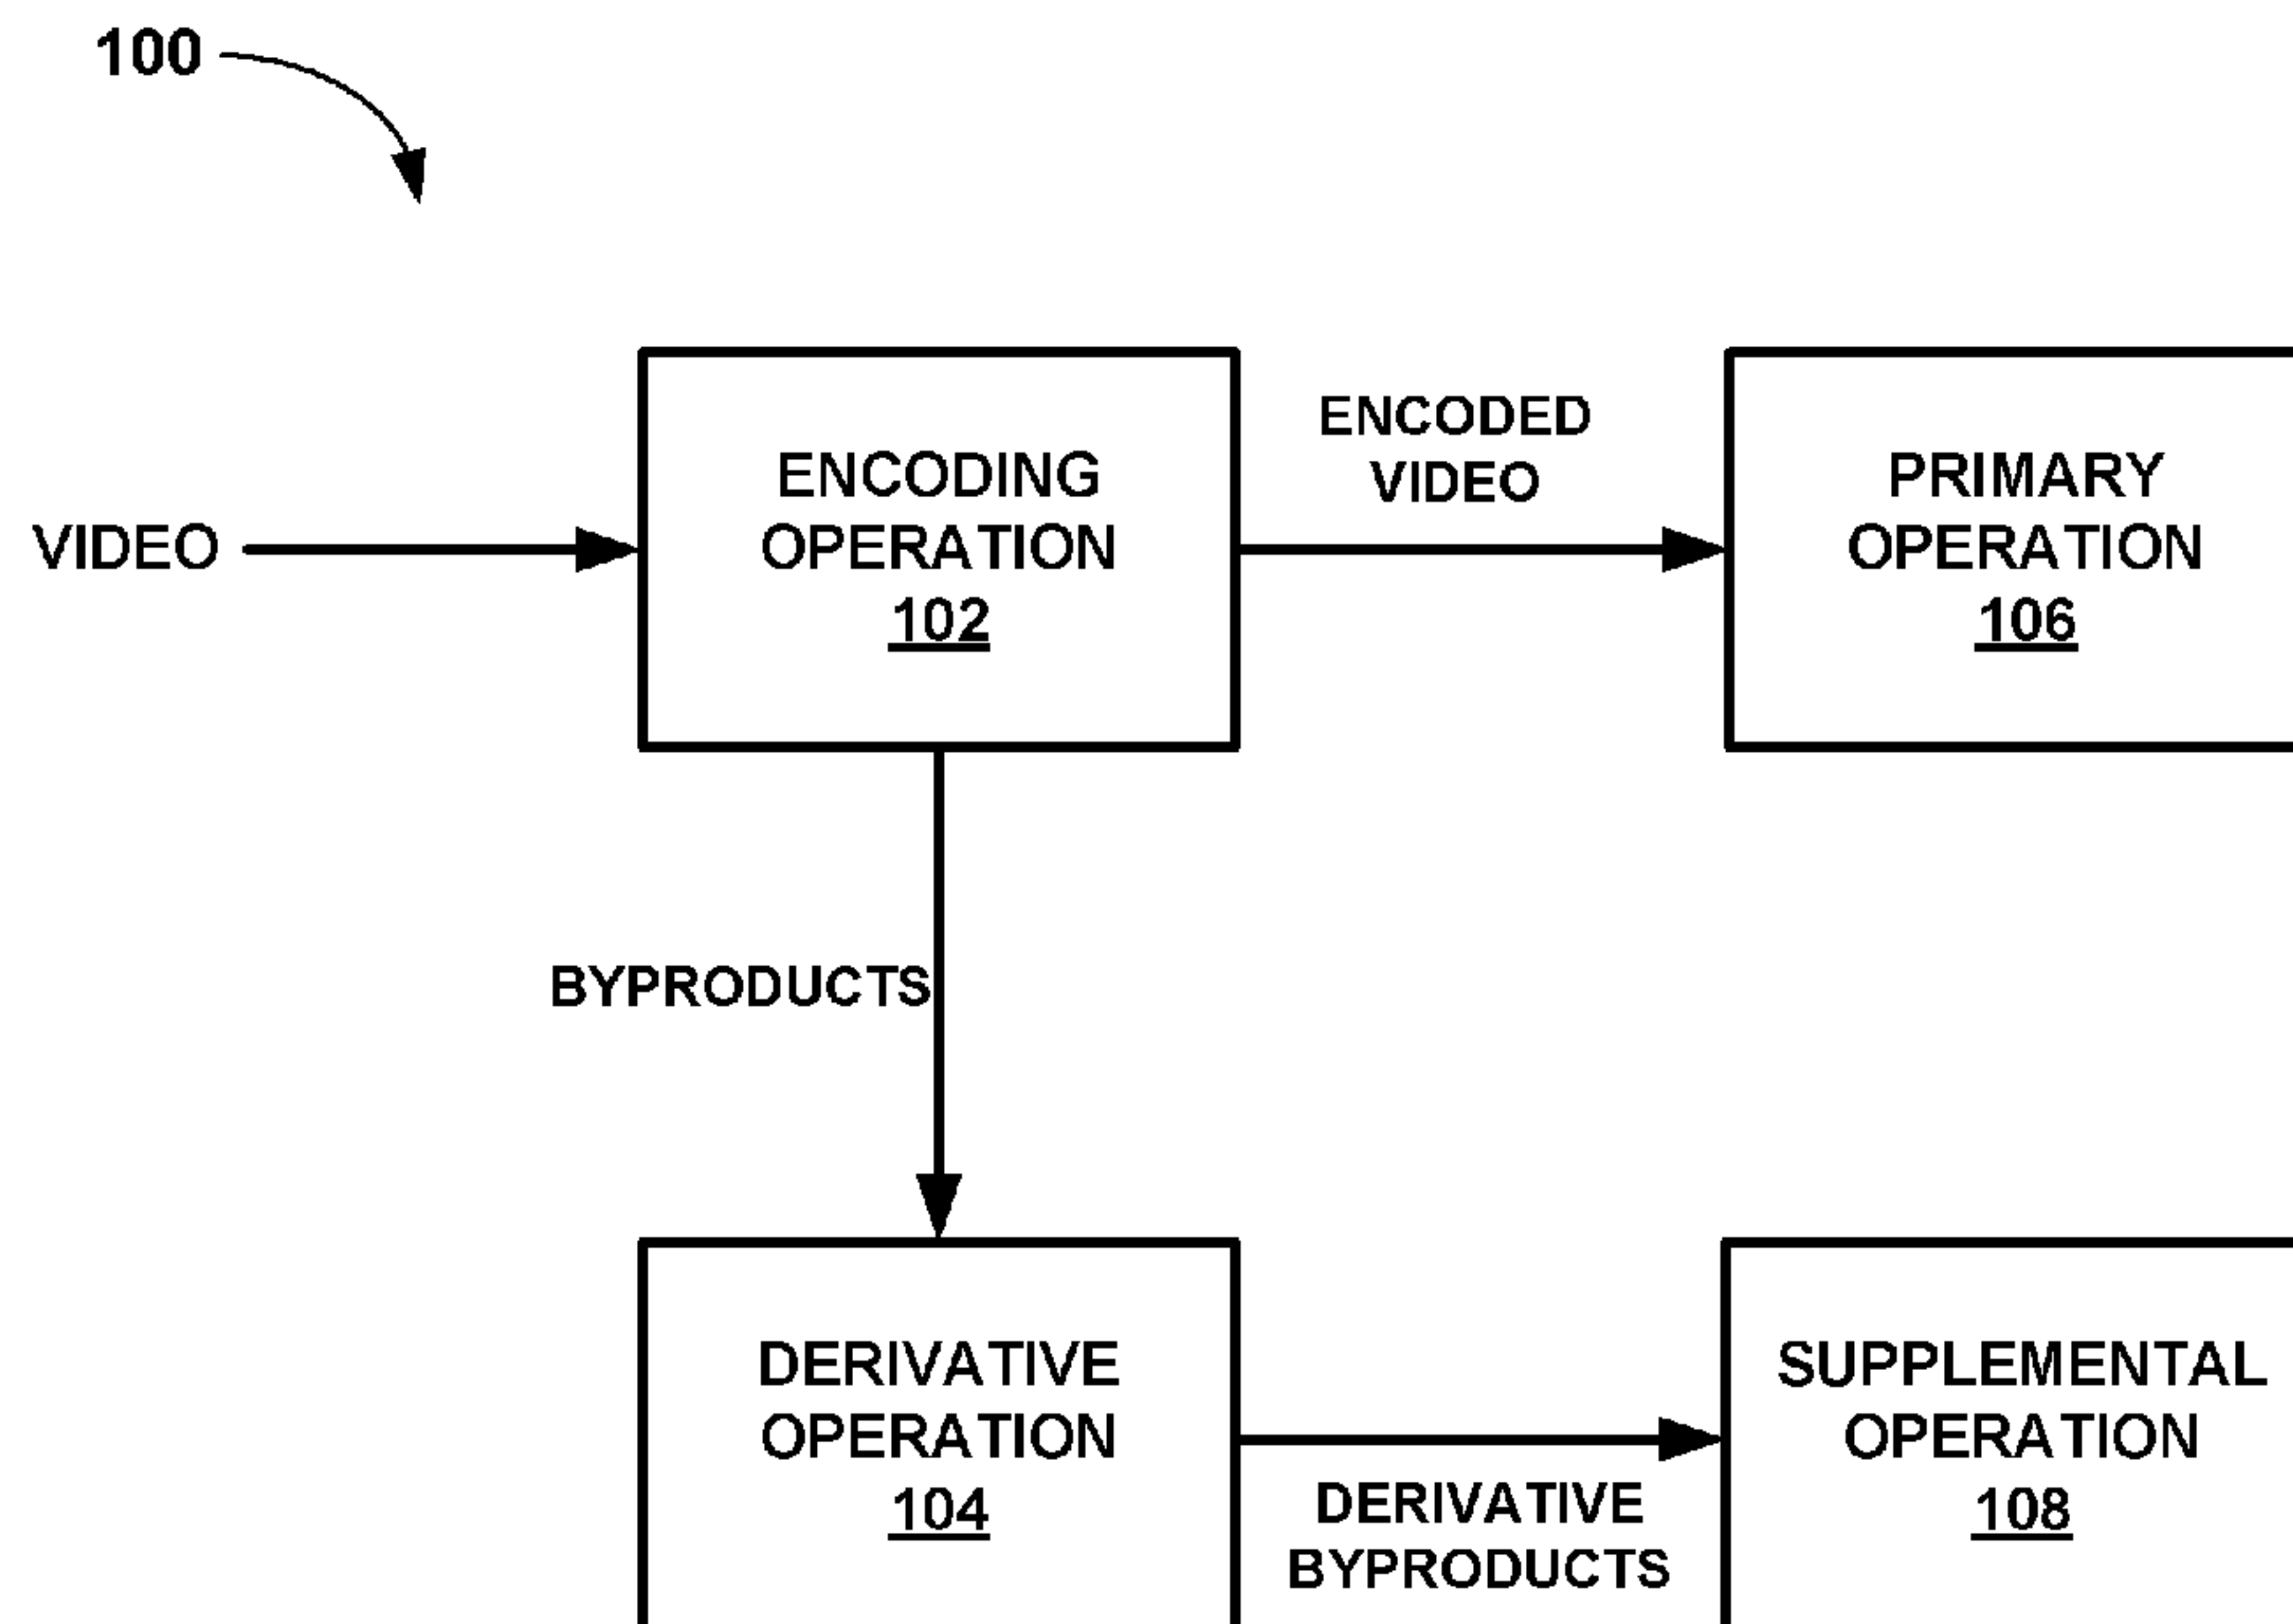 100
ENCODING
OPERATION
102
ENCODED
VIDEO
PRIMARY
OPERATION
106
VIDEO
BYPRODUCTS
DERIVATIVE
OPERATION
104
DERIVATIVE
BYPRODUCTS
SUPPLEMENTAL
OPERATION
108